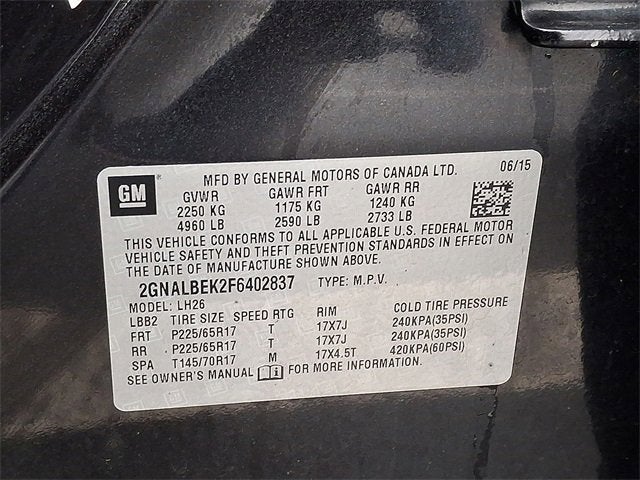 GM
MFD BY GENERAL MOTORS OF CANADA LTD. 06/15
GVWR GAWR FRT GAWR RR
2250 KG 1175 KG 1240 KG
4960 LB 2590 LB 2733 LB
THIS VEHICLE CONFORMS TO ALL APPLICABLE U.S. FEDERAL MOTOR
VEHICLE SAFETY AND THEFT PREVENTION STANDARDS IN EFFECT ON
THE DATE OF MANUFACTURE SHOWN ABOVE.
2GNALBEK2F6402837 TYPE: M.P.V.
MODEL: LH26
LBB2 TIRE SIZE SPEED RTG RIM COLD TIRE PRESSURE
FRT P225/65R17 T 17X7J 240KPA(35PSI)
RR P225/65R17 T 17X7J 240KPA(35PSI)
SPA T145/70R17 M 17X4.5T 420KPA(60PSI)
SEE OWNER'S MANUAL FOR MORE INFORMATION.